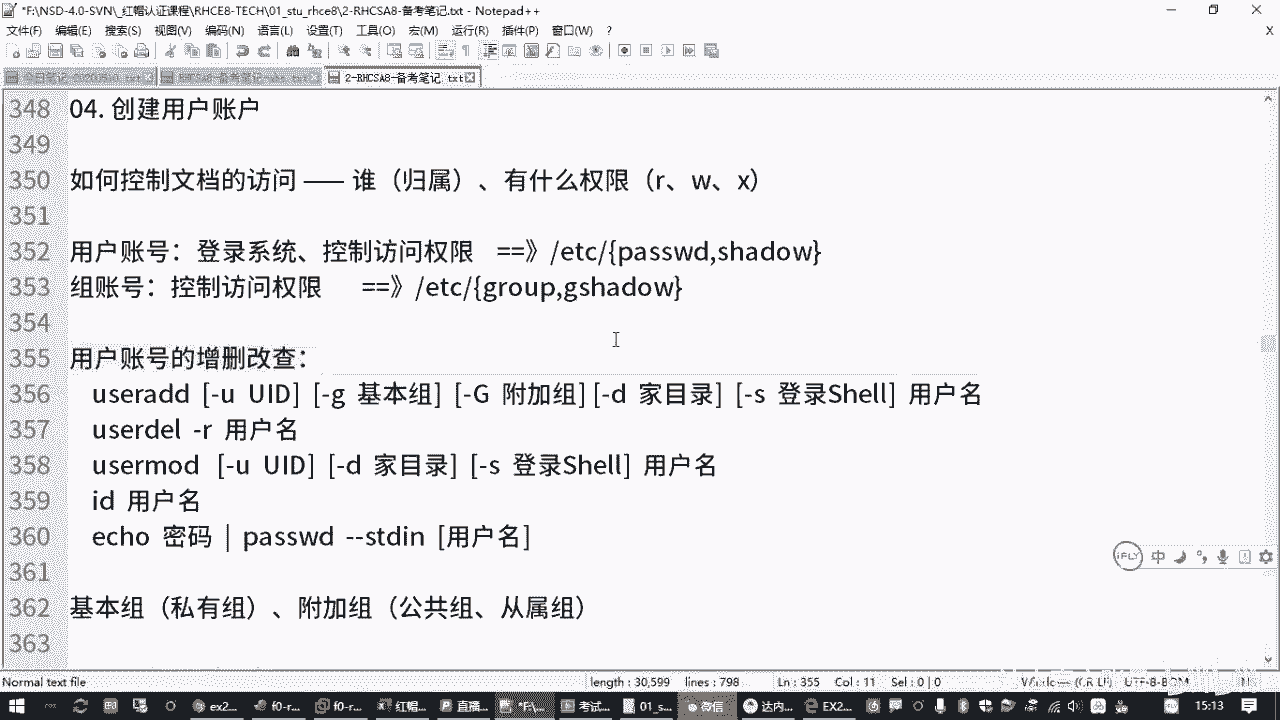 *F:\NSD-4.0-SVN\_红帽认证课程\RHCE8-TECH\01_stu_rhce8\2-RHCSA8-备考笔记.txt - Notepad++
文件(F) 编辑(E) 搜索(S) 视图(V) 编码(N) 语言(L) 设置(T) 工具(O) 宏(M) 运行(R) 插件(P) 窗口(W) ? X
2-RHCSA8-备考笔记.txt
348 04. 创建用户账户
349
350 如何控制文档的访问 —— 谁（归属）、有什么权限（r、w、x）
351
352 用户账号：登录系统、控制访问权限 ==》/etc/{passwd,shadow}
353 组账号：控制访问权限 ==》/etc/{group,gshadow}
354
355 用户账号的增删改查：
356 useradd [-u UID] [-g 基本组] [-G 附加组] [-d 家目录] [-s 登录Shell] 用户名
357 userdel -r 用户名
358 usermod [-u UID] [-d 家目录] [-s 登录Shell] 用户名
359 id 用户名
360 echo 密码 | passwd --stdin [用户名]
361
362 基本组（私有组）、附加组（公共组、从属组）
363
iFLY 中
Normal text file length : 30,599 lines : 798 Ln : 355 Col : 11 Sel : 0 | 0 Windows (CR LF) UTF-8-BOM
ex2... f0-r... f0-r... 红帽... 直播... *F:\... 考试... 01_s... 微信 达内... EX2... 15:13